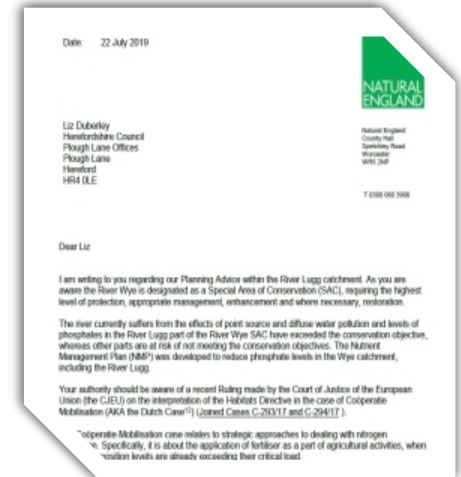 Date: 22 July 2019
NATURAL
ENGLAND
Liz Duberley
Herefordshire Council
Plough Lane Offices
Plough Lane
Hereford
HR4 0LE
Natural England
County Hall
Spetchley Road
Worcester
WR5 2NP
T 0300 060 3900
Dear Liz
I am writing to you regarding our Planning Advice within the River Lugg catchment. As you are
aware the River Wye is designated as a Special Area of Conservation (SAC), requiring the highest
level of protection, appropriate management, enhancement and where necessary, restoration.
The river currently suffers from the effects of point source and diffuse water pollution and levels of
phosphates in the River Lugg part of the River Wye SAC have exceeded the conservation objective,
whereas other parts are at risk of not meeting the conservation objectives. The Nutrient
Management Plan (NMP) was developed to reduce phosphate levels in the Wye catchment,
including the River Lugg.
Your authority should be aware of a recent Ruling made by the Court of Justice of the European
Union (the CJEU) on the interpretation of the Habitats Directive in the case of Coöperatie
Mobilisation (AKA the Dutch Case) (Joined Cases C-293/17 and C-294/17 ).
Coöperatie Mobilisation case relates to strategic approaches to dealing with nitrogen
Specifically, it is about the application of fertiliser as a part of agricultural activities, when
levels are already exceeding their critical load.